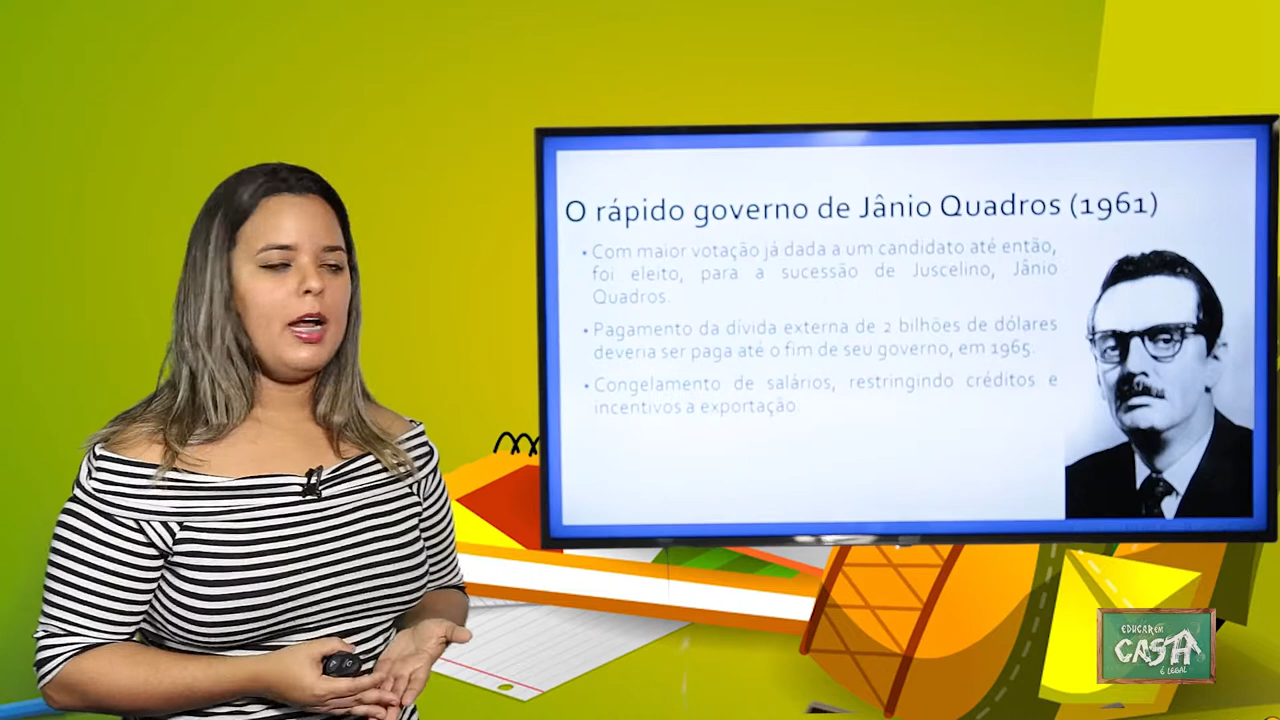 O rápido governo de Jânio Quadros (1961)
• Com maior votação já dada a um candidato até então,
foi eleito, para a sucessão de Juscelino, Jânio
Quadros.
• Pagamento da dívida externa de 2 bilhões de dólares
deveria ser paga até o fim de seu governo, em 1965.
• Congelamento de salários, restringindo créditos e
incentivos a exportação.
EDUCAR EM
CASA
É LEGAL